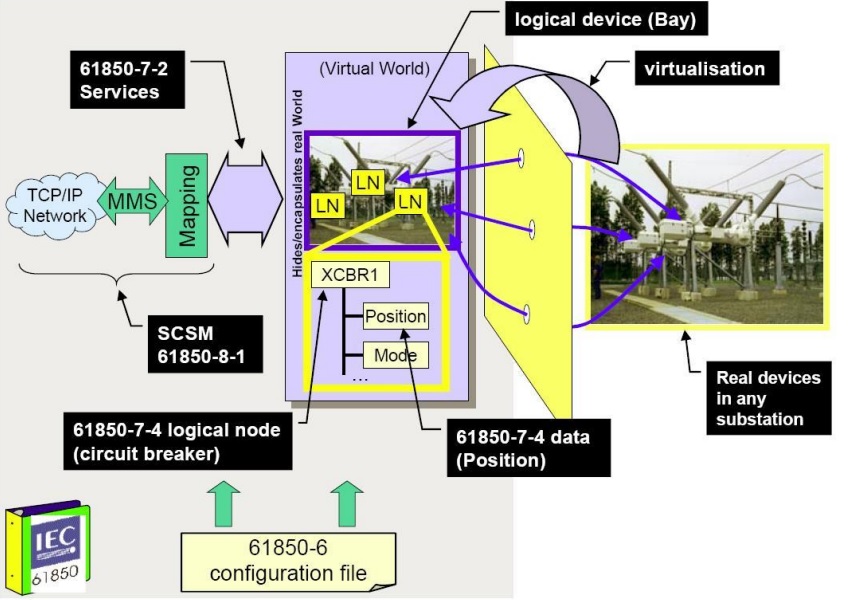 logical device (Bay)
(Virtual World)
virtualisation
61850-7-2
Services
Hides/encapsulates real World
TCP/IP
Network
MMS
Mapping
LN
LN
LN
XCBR1
Position
Mode
...
SCSM
61850-8-1
Real devices
in any
substation
61850-7-4 logical node
(circuit breaker)
61850-7-4 data
(Position)
IEC
61850
61850-6
configuration file